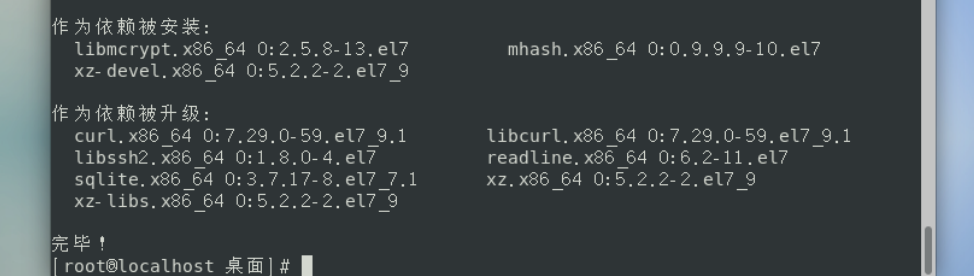 作为依赖被安装:
libmcrypt.x86_64 0:2.5.8-13.el7 mhash.x86_64 0:0.9.9.9-10.el7
xz-devel.x86_64 0:5.2.2-2.el7_9
作为依赖被升级:
curl.x86_64 0:7.29.0-59.el7_9.1 libcurl.x86_64 0:7.29.0-59.el7_9.1
libssh2.x86_64 0:1.8.0-4.el7 readline.x86_64 0:6.2-11.el7
sqlite.x86_64 0:3.7.17-8.el7_7.1 xz.x86_64 0:5.2.2-2.el7_9
xz-libs.x86_64 0:5.2.2-2.el7_9
完毕！
[root@localhost 桌面]#